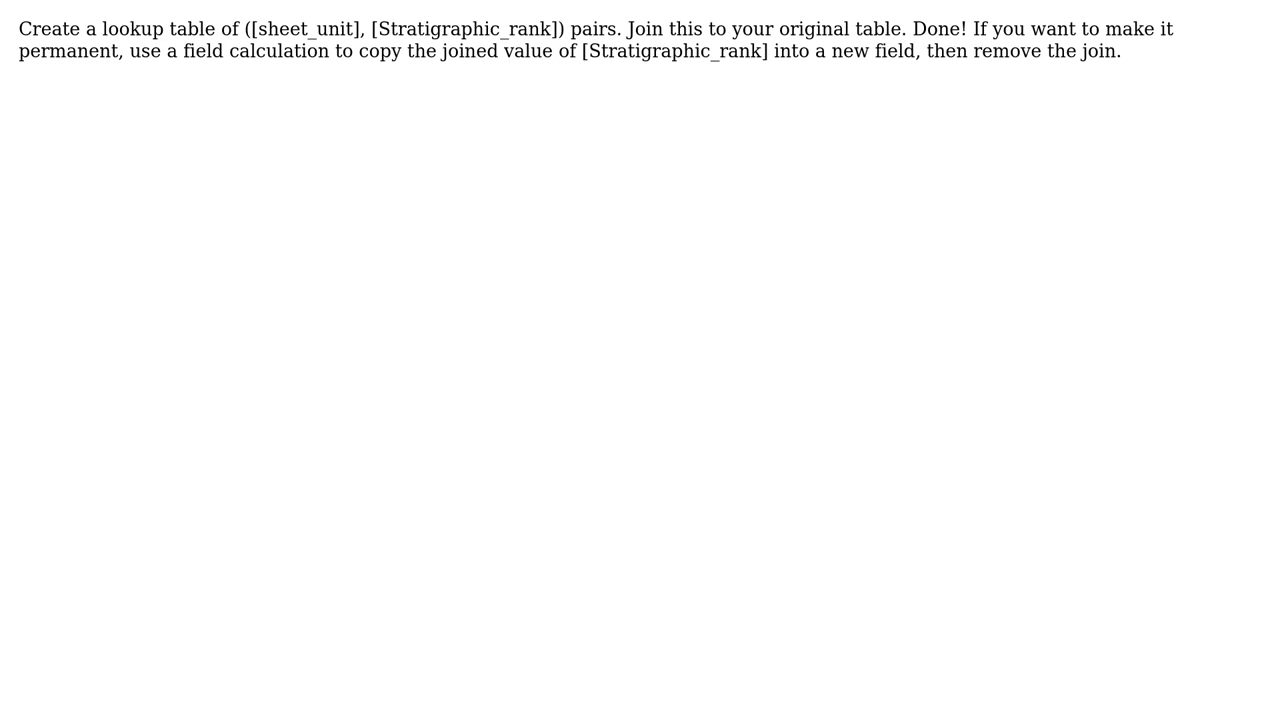 Create a lookup table of ([sheet_unit], [Stratigraphic_rank]) pairs. Join this to your original table. Done! If you want to make it
permanent, use a field calculation to copy the joined value of [Stratigraphic_rank] into a new field, then remove the join.